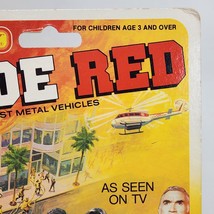 FOR CHILDREN AGE 3 AND OVER
DE RED
ST METAL VEHICLES
AS SEEN
ON TV